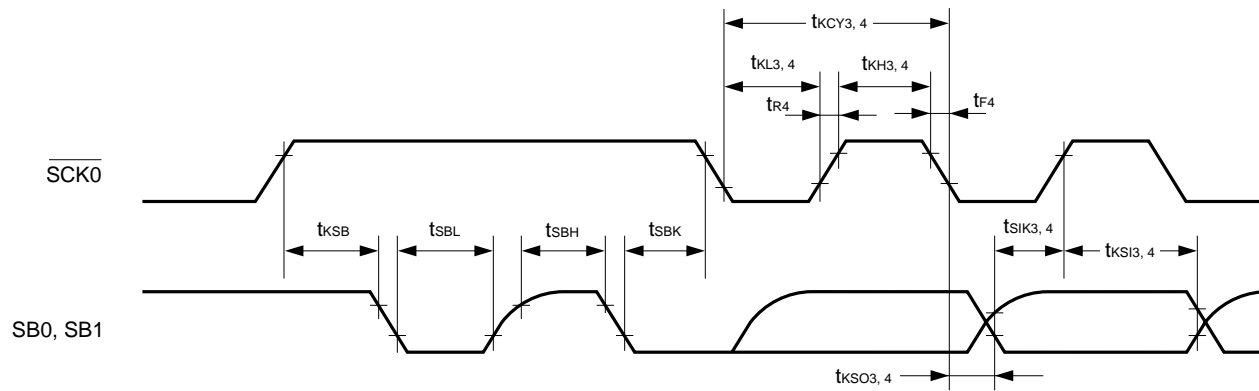 tKCY3, 4
tKL3, 4
tKH3, 4
tR4
tF4
SCK0
tKSB
tSBL
tSBH
tSBK
tSIK3, 4
tKSI3, 4
SB0, SB1
tKSO3, 4